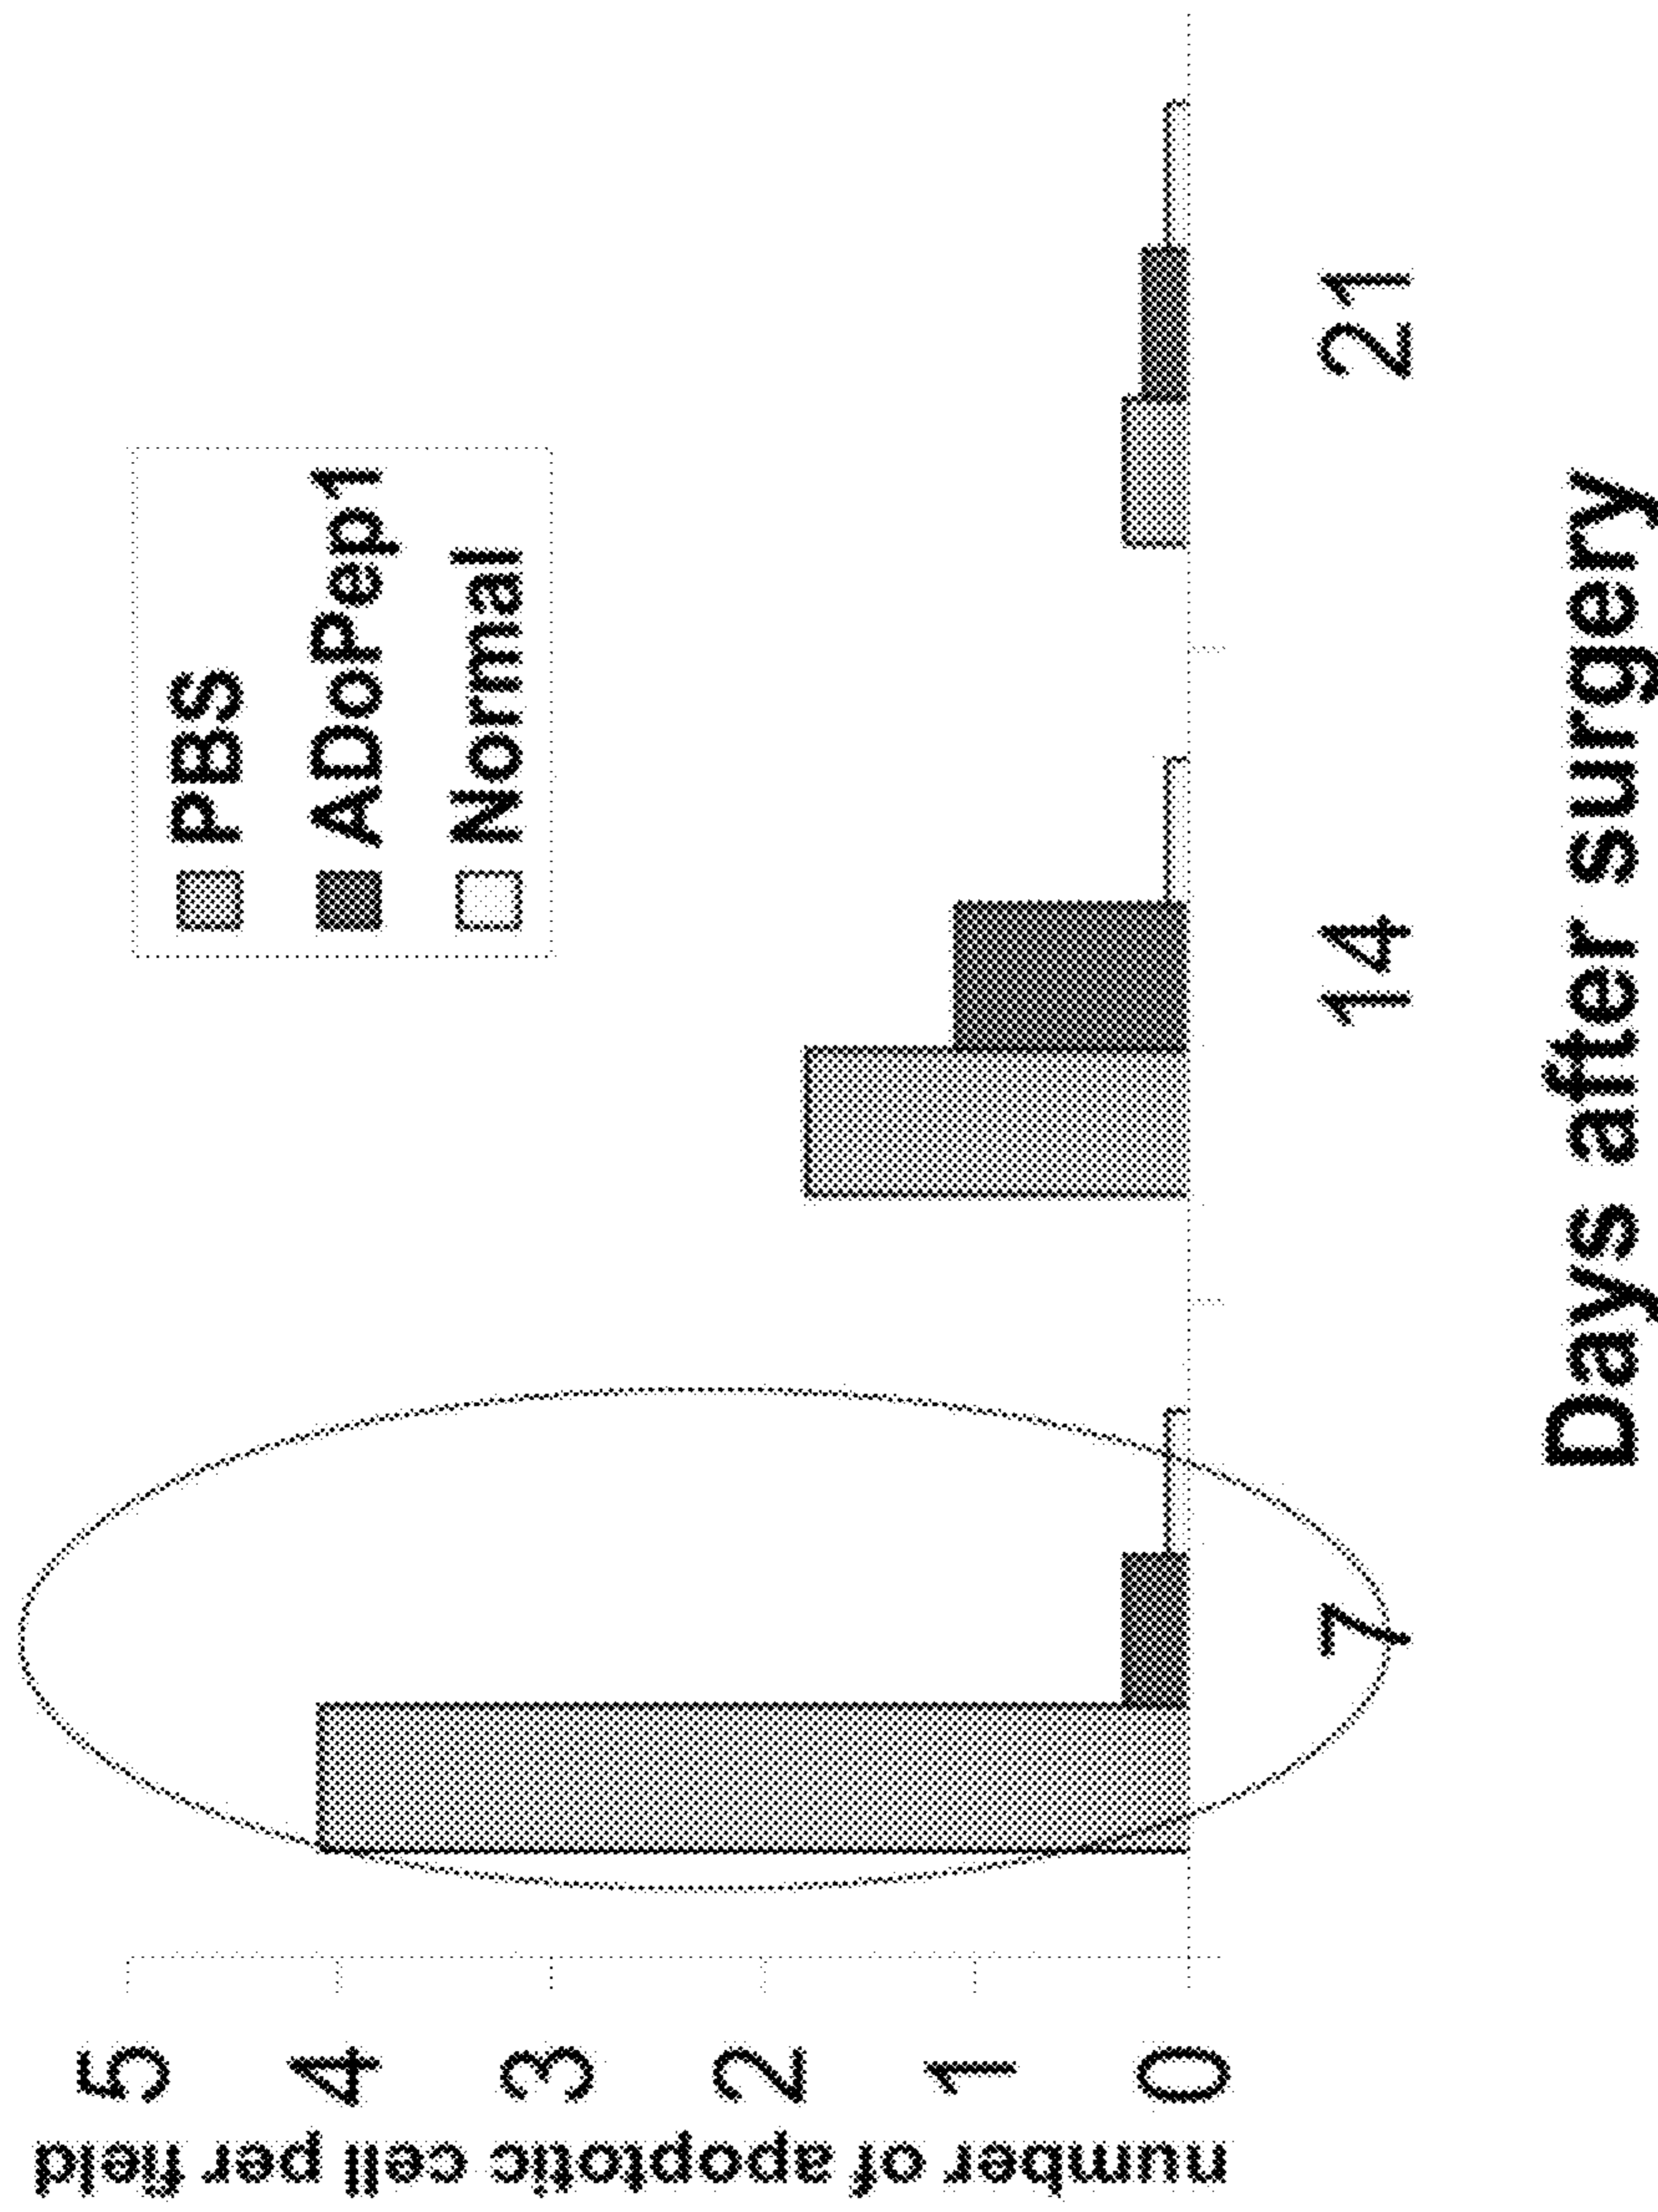 number of apoptotic cell per field
5
4
3
2
1
0
PBS
ADoPep1
Normal
7
14
21
Days after surgery